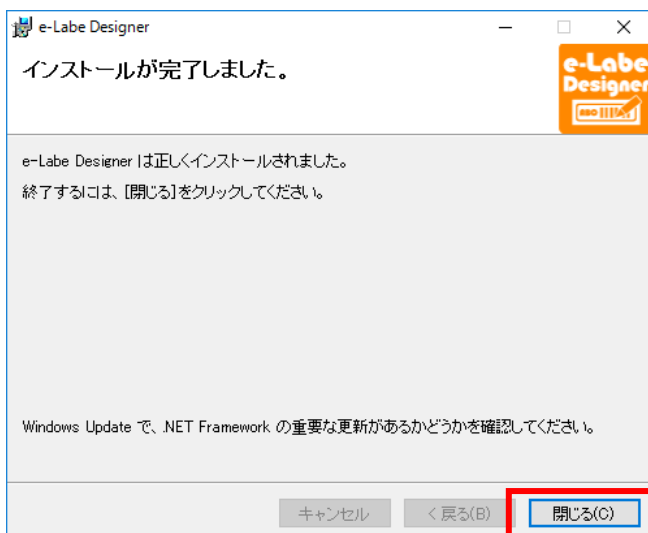 e-Labe Designer
インストールが完了しました。
e-Labe
Designer
ABC
e-Labe Designer は正しくインストールされました。
終了するには、[閉じる]をクリックしてください。
Windows Update で、.NET Framework の重要な更新があるかどうかを確認してください。
キャンセル
< 戻る(B)
閉じる(C)